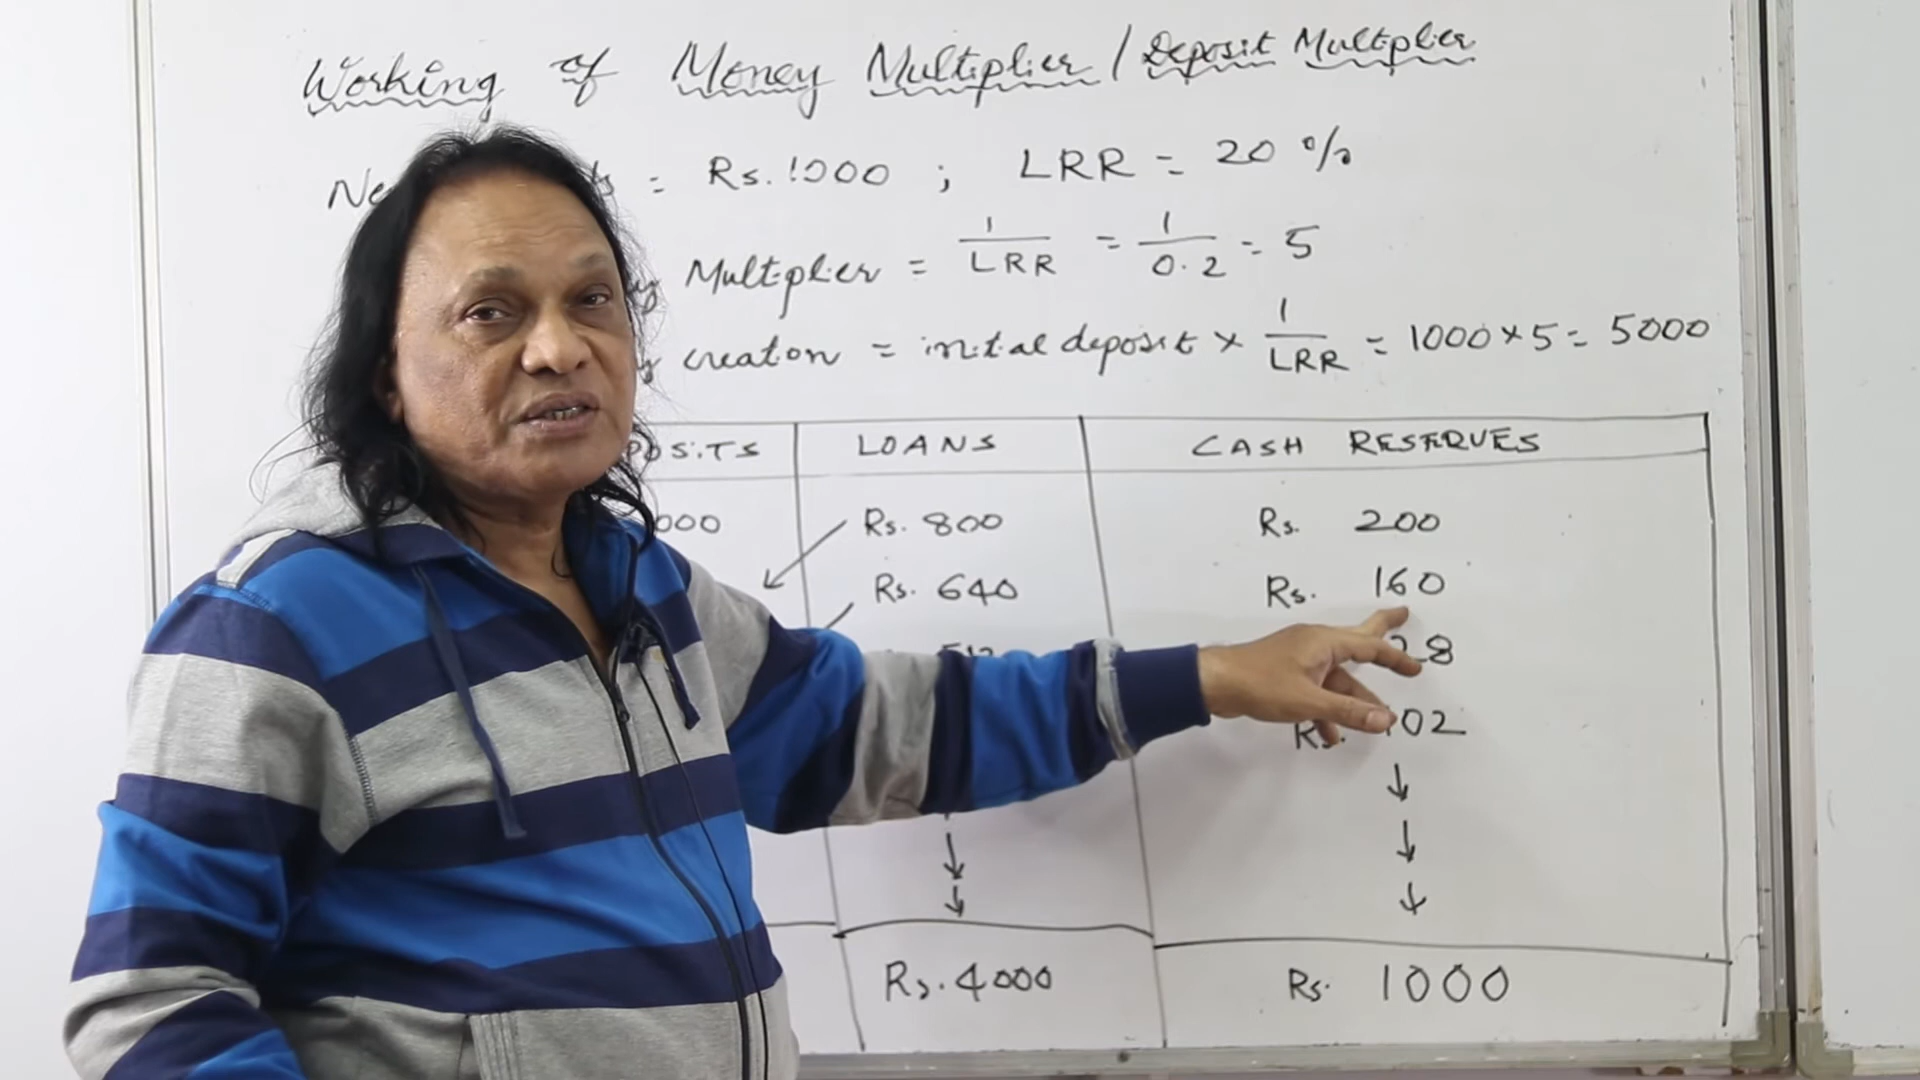 Working of Money Multiplier / Deposit Multiplier
= Rs. 1000 ; LRR = 20 %
Multiplier = 1/LRR = 1/0.2 = 5
creation = initial deposit × 1/LRR = 1000 × 5 = 5000
LOANS CASH RESERVES
Rs. 800 Rs. 200
Rs. 640 Rs. 160
Rs. 4000 Rs. 1000